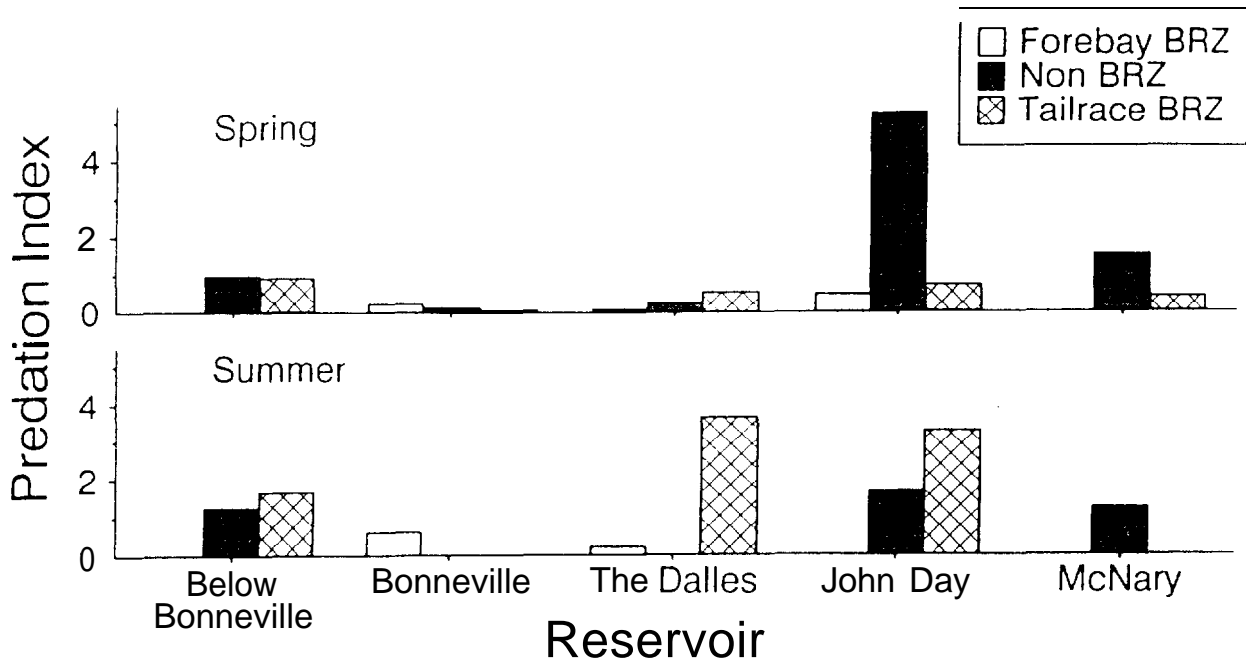 Forebay BRZ
Non BRZ
Tailrace BRZ
Spring
4
2
0
Summer
4
2
0
Predation Index
Below Bonneville
Bonneville
The Dalles
John Day
McNary
Reservoir